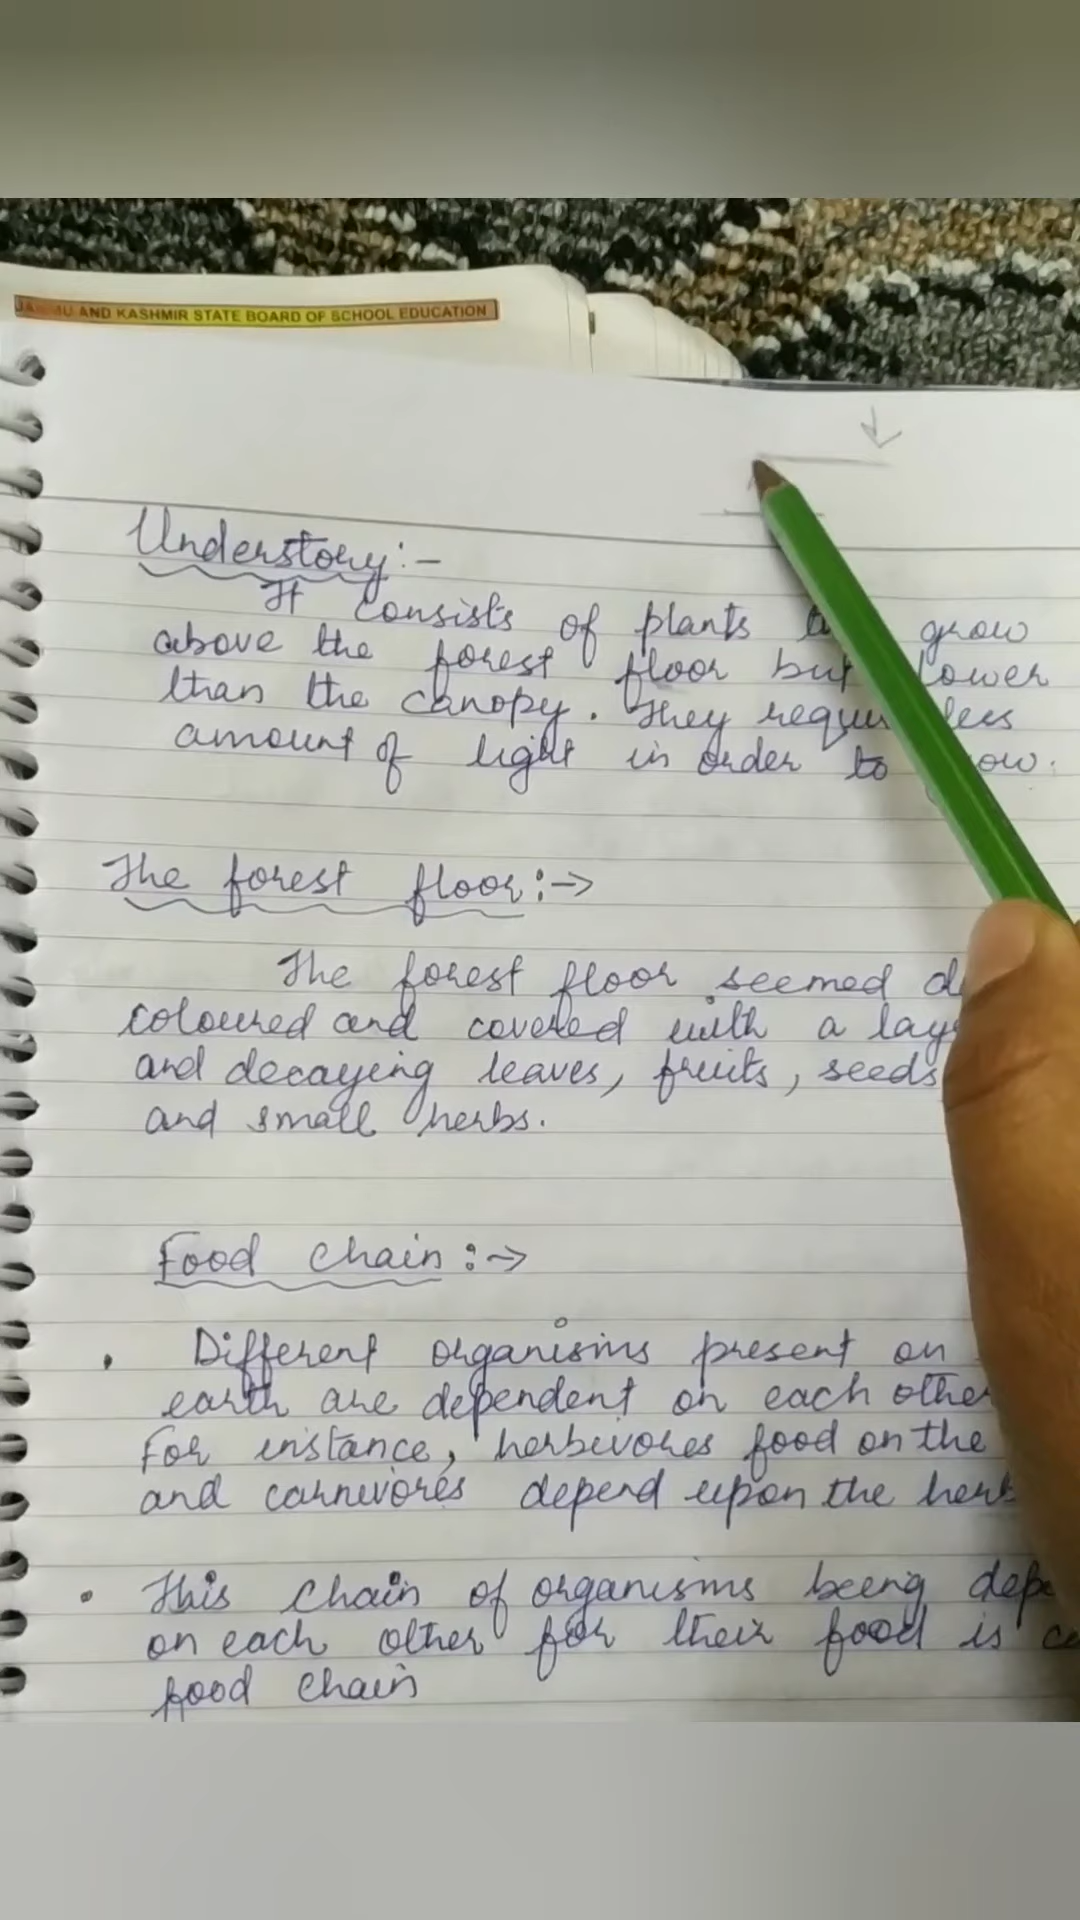 JAMMU AND KASHMIR STATE BOARD OF SCHOOL EDUCATION
Understory:-
It consists of plants grow
above the forest floor but lower
than the canopy. They less
amount of light in order to
The forest floor:->
The forest floor seemed
coloured and covered with a
and decaying leaves, fruits, seeds
and small herbs.
Food chain:->
• Different organisms present on
earth are dependent on each other
For instance, herbivores food on the
and carnivores depend upon the
• This chain of organisms being
on each other for their food is
food chain